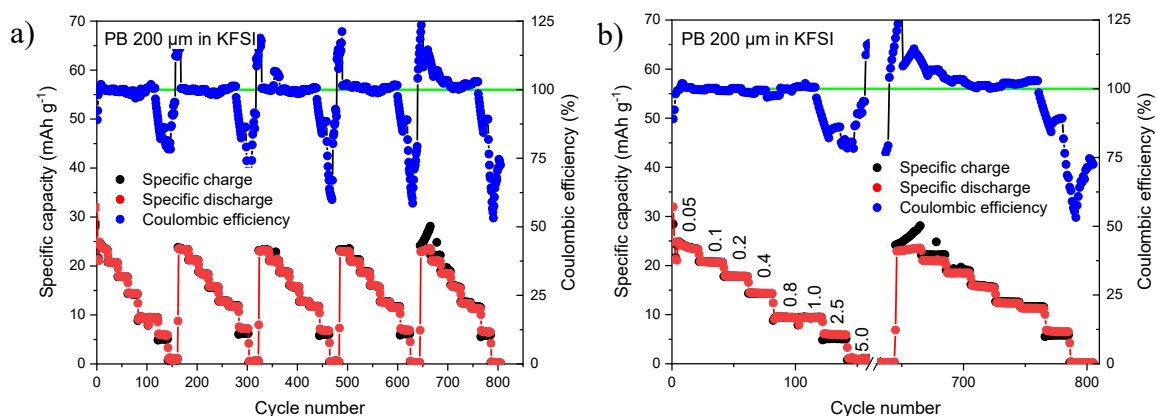 a)
PB 200 µm in KFSI
Specific capacity (mAh g⁻¹)
70
60
50
40
30
20
10
0
125
100
75
50
25
0
Coulombic efficiency (%)
Specific charge
Specific discharge
Coulombic efficiency
0 100 200 300 400 500 600 700 800
Cycle number
b)
PB 200 µm in KFSI
Specific capacity (mAh g⁻¹)
70
60
50
40
30
20
10
0
125
100
75
50
25
0
Coulombic efficiency (%)
Specific charge
Specific discharge
Coulombic efficiency
0.05
0.1
0.2
0.4
0.8
1.0
2.5
5.0
0 100 700 800
Cycle number